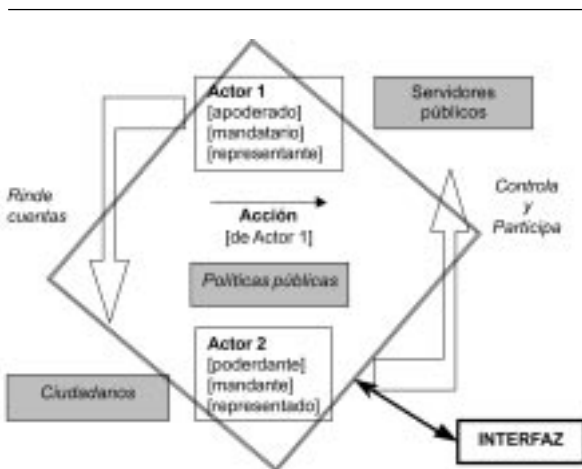 Actor 1
[apoderado]
[mandatario]
[representante]
Servidores
públicos
Rinde
cuentas
Acción
[de Actor 1]
Controla
y
Participa
Políticas públicas
Actor 2
[poderdante]
[mandante]
[representado]
Ciudadanos
INTERFAZ